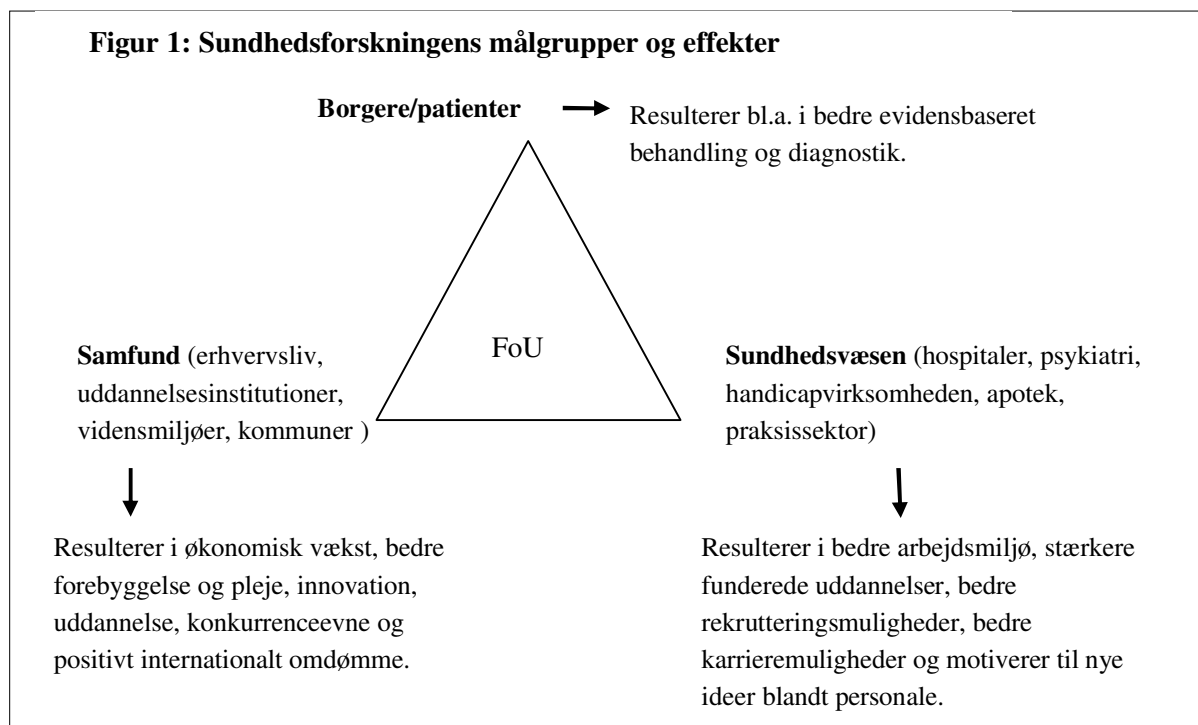 Figur 1: Sundhedsforskningens målgrupper og effekter
Borgere/patienter
Resulterer bl.a. i bedre evidensbaseret
behandling og diagnostik.
FoU
Samfund (erhvervsliv,
uddannelsesinstitutioner,
vidensmiljøer, kommuner )
Sundhedsvæsen (hospitaler, psykiatri,
handicapvirksomheden, apotek,
praksissektor)
Resulterer i økonomisk vækst, bedre
forebyggelse og pleje, innovation,
uddannelse, konkurrenceevne og
positivt internationalt omdømme.
Resulterer i bedre arbejdsmiljø, stærkere
funderede uddannelser, bedre
rekrutteringsmuligheder, bedre
karrieremuligheder og motiverer til nye
ideer blandt personale.